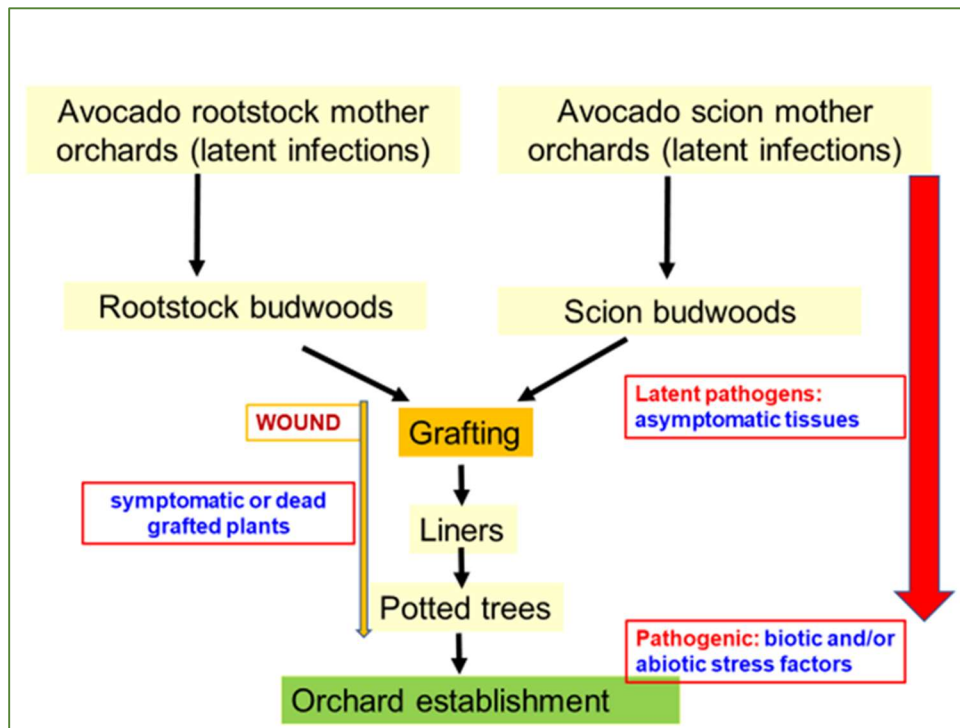 Avocado rootstock mother
orchards (latent infections)
Avocado scion mother
orchards (latent infections)
Rootstock budwoods
Scion budwoods
WOUND
Grafting
Latent pathogens:
asymptomatic tissues
symptomatic or dead
grafted plants
Liners
Potted trees
Pathogenic: biotic and/or
abiotic stress factors
Orchard establishment